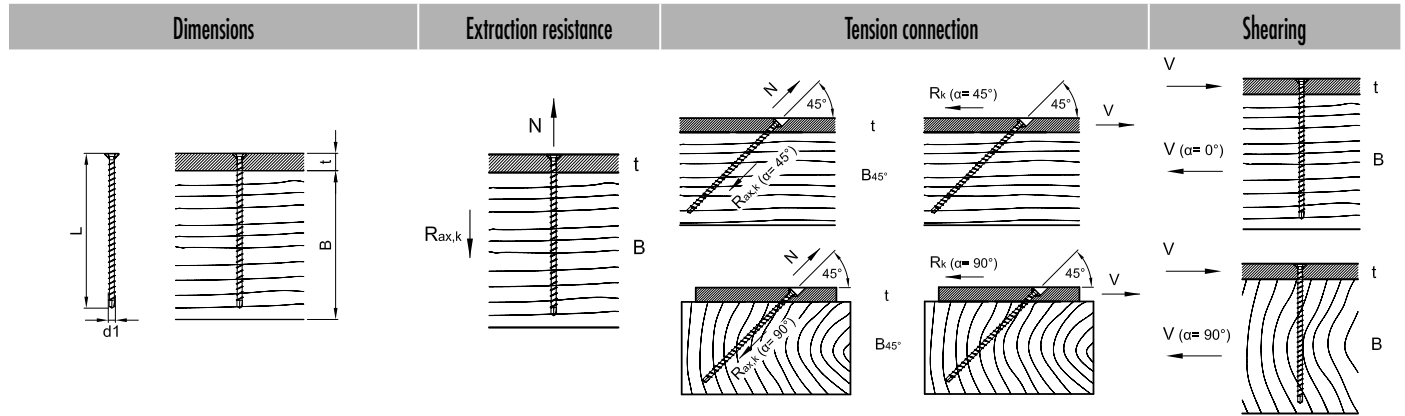 Dimensions
Extraction resistance
Tension connection
Shearing
L
d1
t
B
N
Rax,k
t
B
N
45°
Rax,k (α= 45°)
t
B45°
Rk (α= 45°)
45°
V
N
45°
Rax,k (α= 90°)
t
B45°
Rk (α= 90°)
45°
V
V
t
V (α= 0°)
B
V
t
V (α= 90°)
B